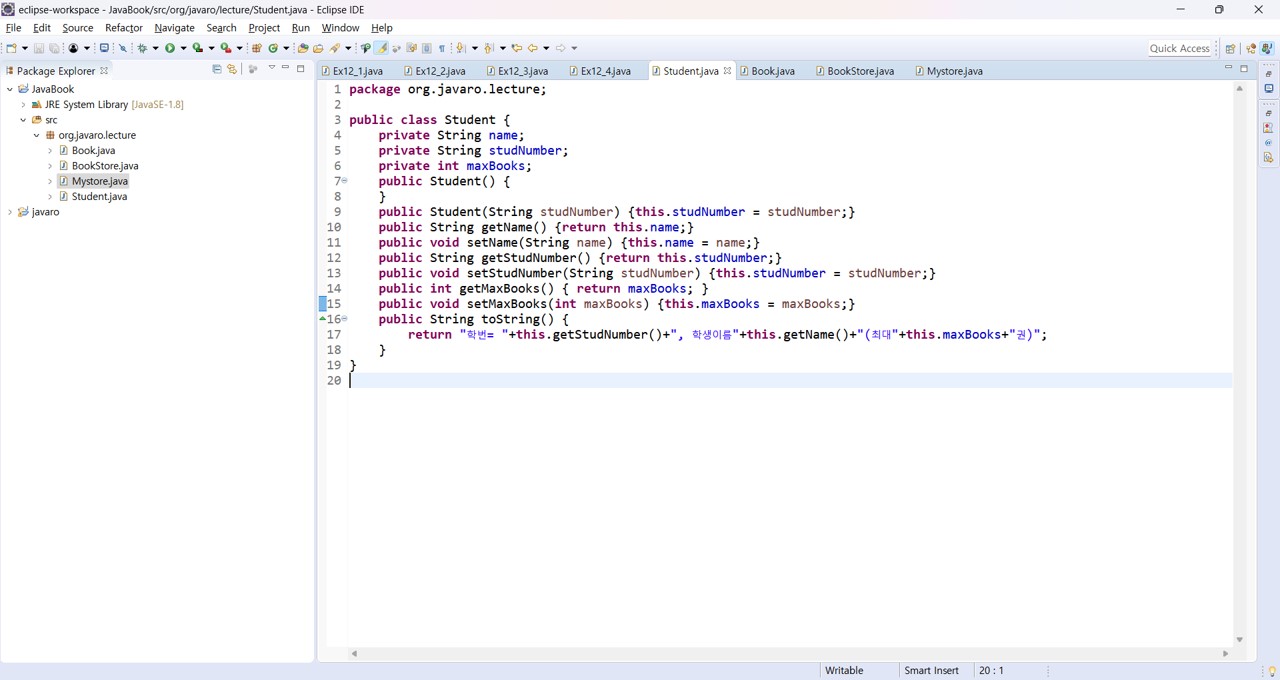 eclipse-workspace - JavaBook/src/org/javaro/lecture/Student.java - Eclipse IDE
File Edit Source Refactor Navigate Search Project Run Window Help
Quick Access
Package Explorer
JavaBook
JRE System Library [JavaSE-1.8]
src
org.javaro.lecture
Book.java
BookStore.java
Mystore.java
Student.java
javaro
Ex12_1.java Ex12_2.java Ex12_3.java Ex12_4.java Student.java Book.java BookStore.java Mystore.java
1 package org.javaro.lecture;
2
3 public class Student {
4 private String name;
5 private String studNumber;
6 private int maxBooks;
7 public Student() {
8 }
9 public Student(String studNumber) {this.studNumber = studNumber;}
10 public String getName() {return this.name;}
11 public void setName(String name) {this.name = name;}
12 public String getStudNumber() {return this.studNumber;}
13 public void setStudNumber(String studNumber) {this.studNumber = studNumber;}
14 public int getMaxBooks() { return maxBooks; }
15 public void setMaxBooks(int maxBooks) {this.maxBooks = maxBooks;}
16 public String toString() {
17 return "학번= "+this.getStudNumber()+", 학생이름"+this.getName()+"(최대"+this.maxBooks+"권)";
18 }
19 }
20
Writable Smart Insert 20 : 1